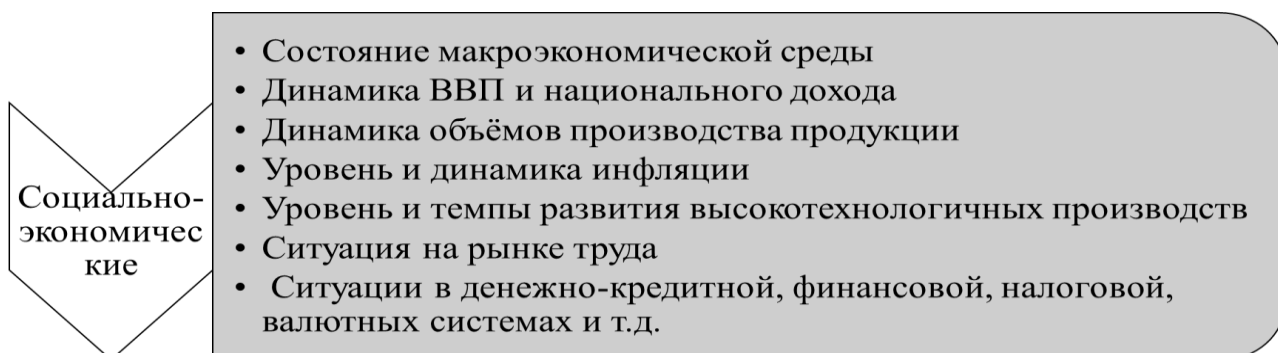 Социально-
экономичес
кие
• Состояние макроэкономической среды
• Динамика ВВП и национального дохода
• Динамика объёмов производства продукции
• Уровень и динамика инфляции
• Уровень и темпы развития высокотехнологичных производств
• Ситуация на рынке труда
• Ситуации в денежно-кредитной, финансовой, налоговой,
валютных системах и т.д.